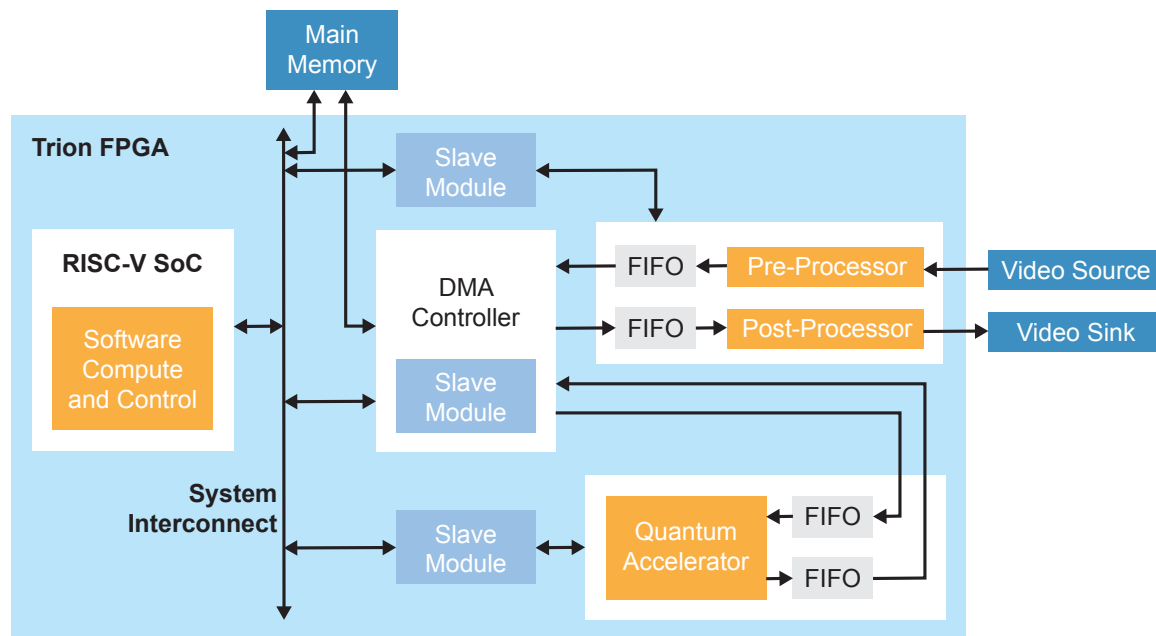 Main
Memory
Trion FPGA
Slave
Module
RISC-V SoC
Software
Compute
and Control
DMA
Controller
Slave
Module
FIFO
Pre-Processor
Video Source
FIFO
Post-Processor
Video Sink
System
Interconnect
Slave
Module
Quantum
Accelerator
FIFO
FIFO